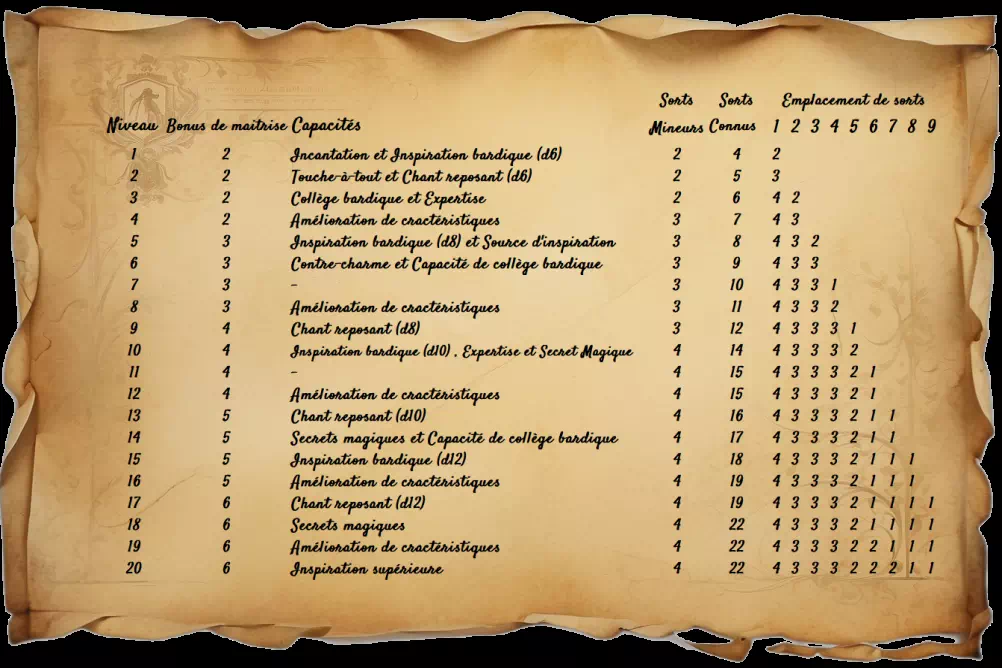 Sorts Sorts Emplacement de sorts
Niveau Bonus de maîtrise Capacités Mineurs Connus 1 2 3 4 5 6 7 8 9
1 2 Incantation et Inspiration bardique (d6) 2 4 2
2 2 Touche-à-tout et Chant reposant (d6) 2 5 3
3 2 Collège bardique et Expertise 2 6 4 2
4 2 Amélioration de cractéristiques 3 7 4 3
5 3 Inspiration bardique (d8) et Source d'inspiration 3 8 4 3 2
6 3 Contre-charme et Capacité de collège bardique 3 9 4 3 3
7 3 - 3 10 4 3 3 1
8 3 Amélioration de cractéristiques 3 11 4 3 3 2
9 4 Chant reposant (d8) 3 12 4 3 3 3 1
10 4 Inspiration bardique (d10) , Expertise et Secret Magique 4 14 4 3 3 3 2
11 4 - 4 15 4 3 3 3 2 1
12 4 Amélioration de cractéristiques 4 15 4 3 3 3 2 1
13 5 Chant reposant (d10) 4 16 4 3 3 3 2 1 1
14 5 Secrets magiques et Capacité de collège bardique 4 17 4 3 3 3 2 1 1
15 5 Inspiration bardique (d12) 4 18 4 3 3 3 2 1 1 1
16 5 Amélioration de cractéristiques 4 19 4 3 3 3 2 1 1 1
17 6 Chant reposant (d12) 4 19 4 3 3 3 2 1 1 1 1
18 6 Secrets magiques 4 22 4 3 3 3 2 1 1 1 1
19 6 Amélioration de cractéristiques 4 22 4 3 3 3 2 2 1 1 1
20 6 Inspiration supérieure 4 22 4 3 3 3 2 2 2 1 1